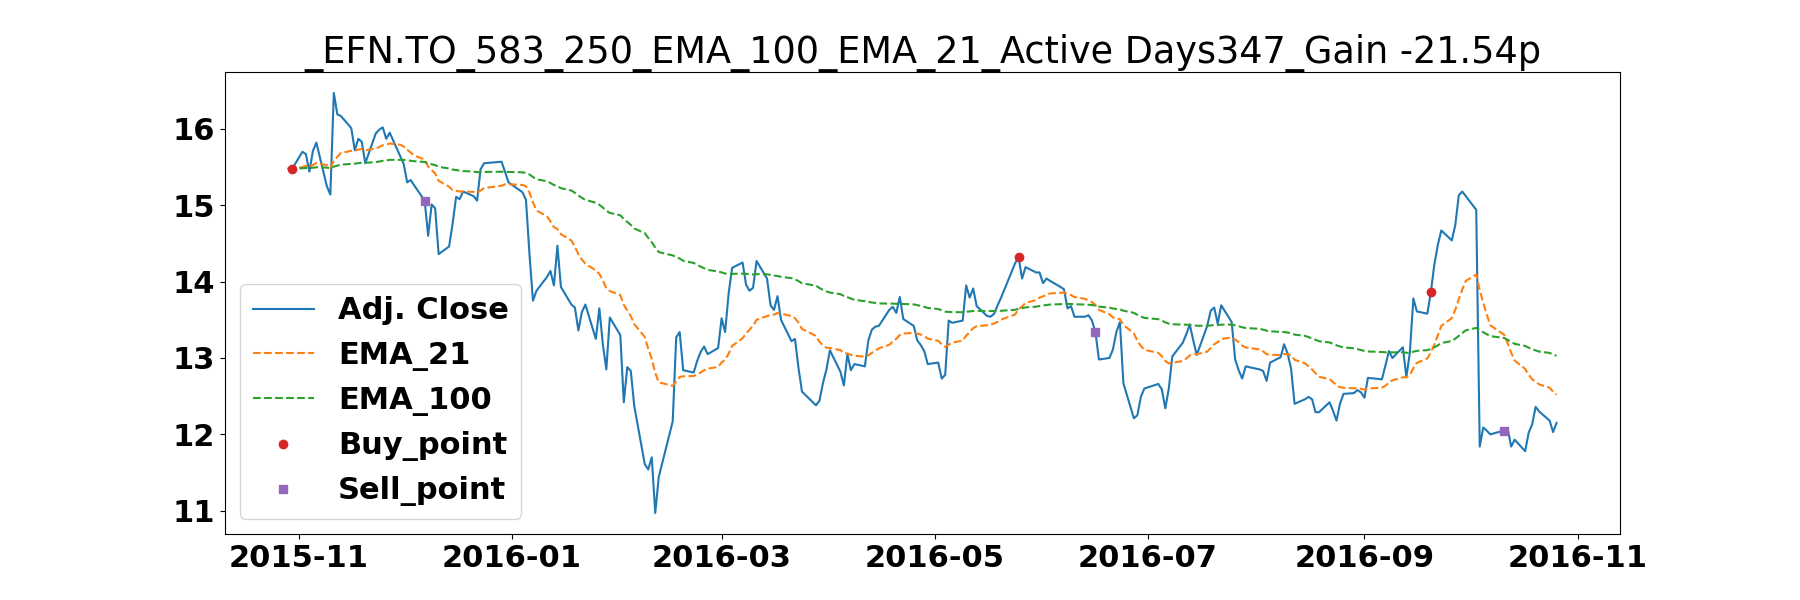 _EFN.TO_583_250_EMA_100_EMA_21_Active Days347_Gain -21.54p
16
15
14
13
12
11
Adj. Close
EMA_21
EMA_100
Buy_point
Sell_point
2015-11 2016-01 2016-03 2016-05 2016-07 2016-09 2016-11